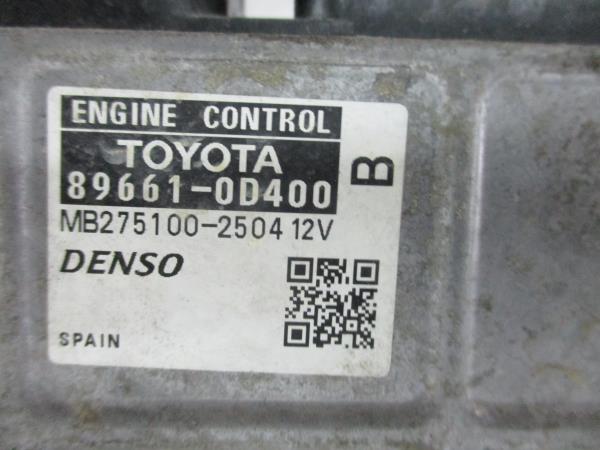 ENGINE CONTROL
TOYOTA
89661-0D400
B
MB275100-2504 12V
DENSO
SPAIN